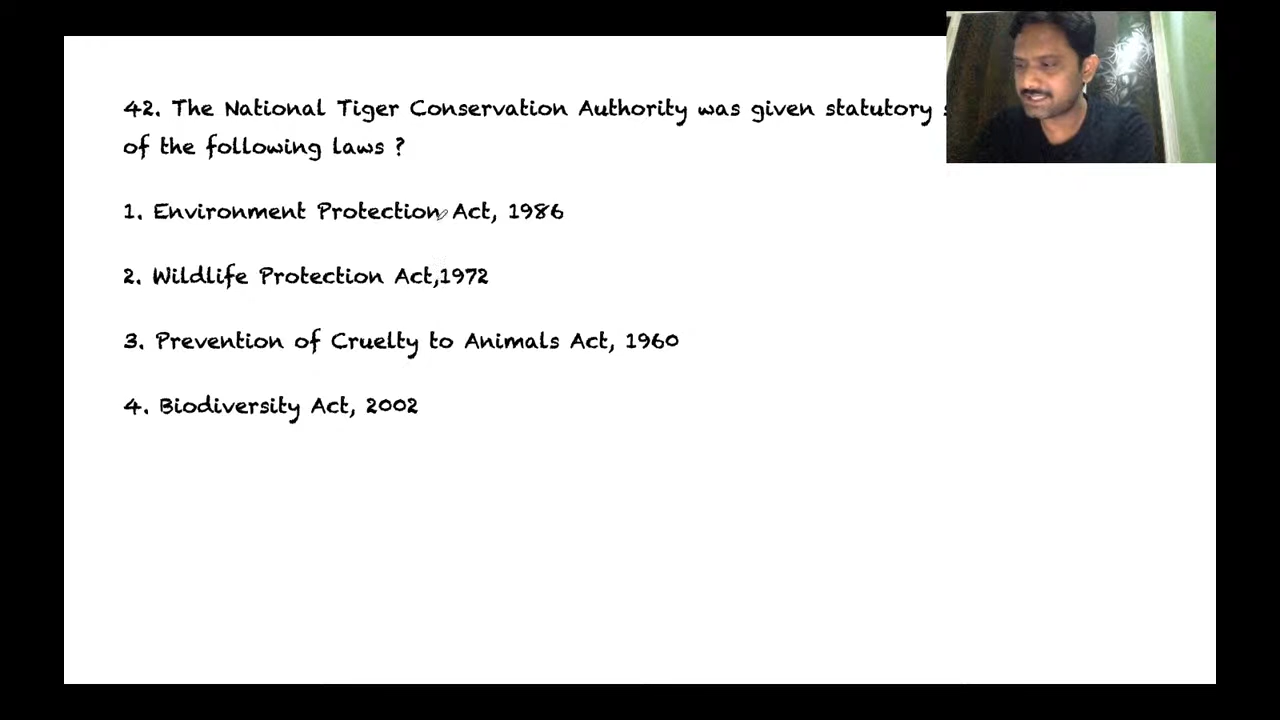 42. The National Tiger Conservation Authority was given statutory
of the following laws ?
1. Environment Protection Act, 1986
2. Wildlife Protection Act,1972
3. Prevention of Cruelty to Animals Act, 1960
4. Biodiversity Act, 2002